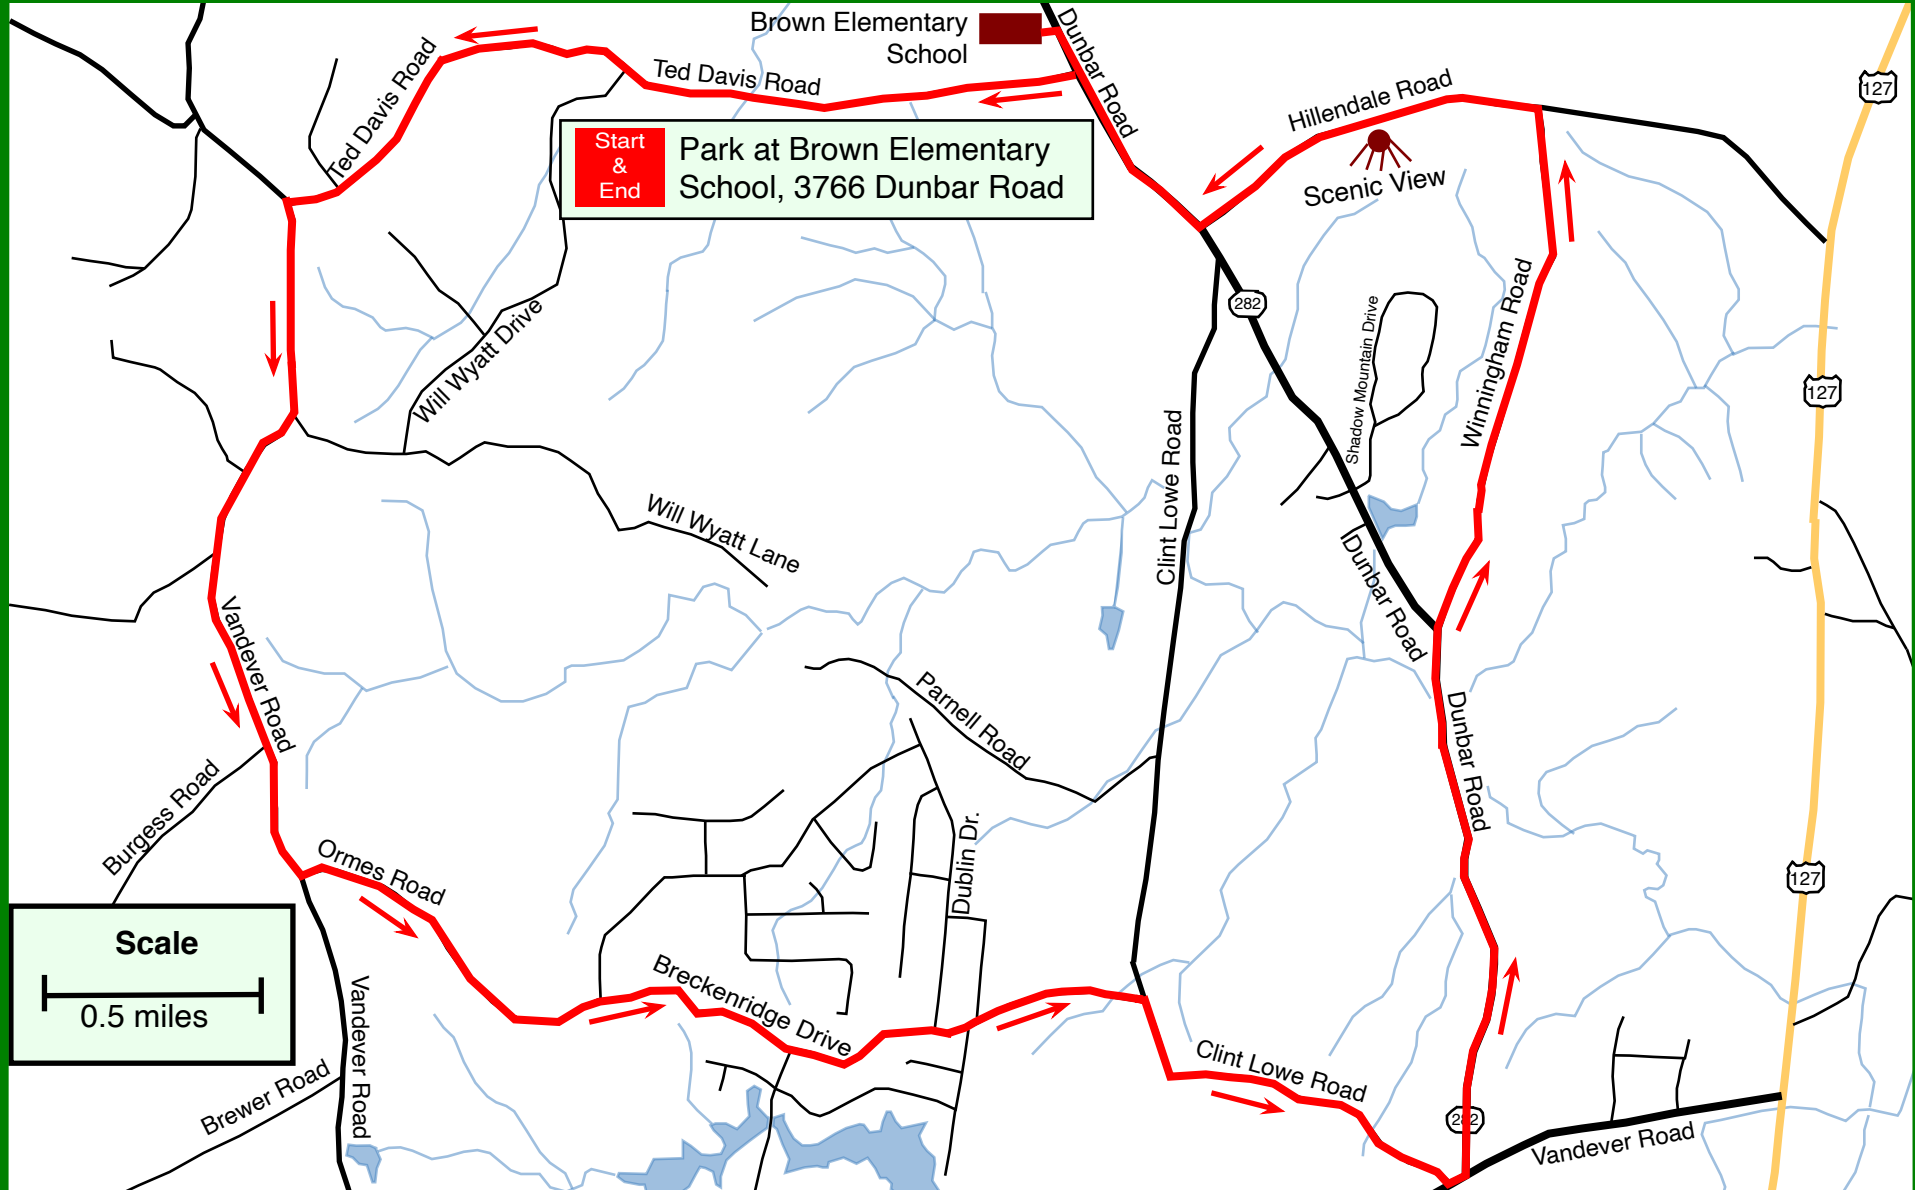 Brown Elementary
School
Dunbar Road
Ted Davis Road
Ted Davis Road
Hillendale Road
127
Start
&
End
Park at Brown Elementary
School, 3766 Dunbar Road
Scenic View
282
Will Wyatt Drive
Shadow Mountain Drive
Winningham Road
127
Clint Lowe Road
Will Wyatt Lane
Dunbar Road
Vandever Road
Parnell Road
Dunbar Road
Burgess Road
Ormes Road
Dublin Dr.
127
Scale
0.5 miles
Breckenridge Drive
Vandever Road
Clint Lowe Road
Brewer Road
282
Vandever Road